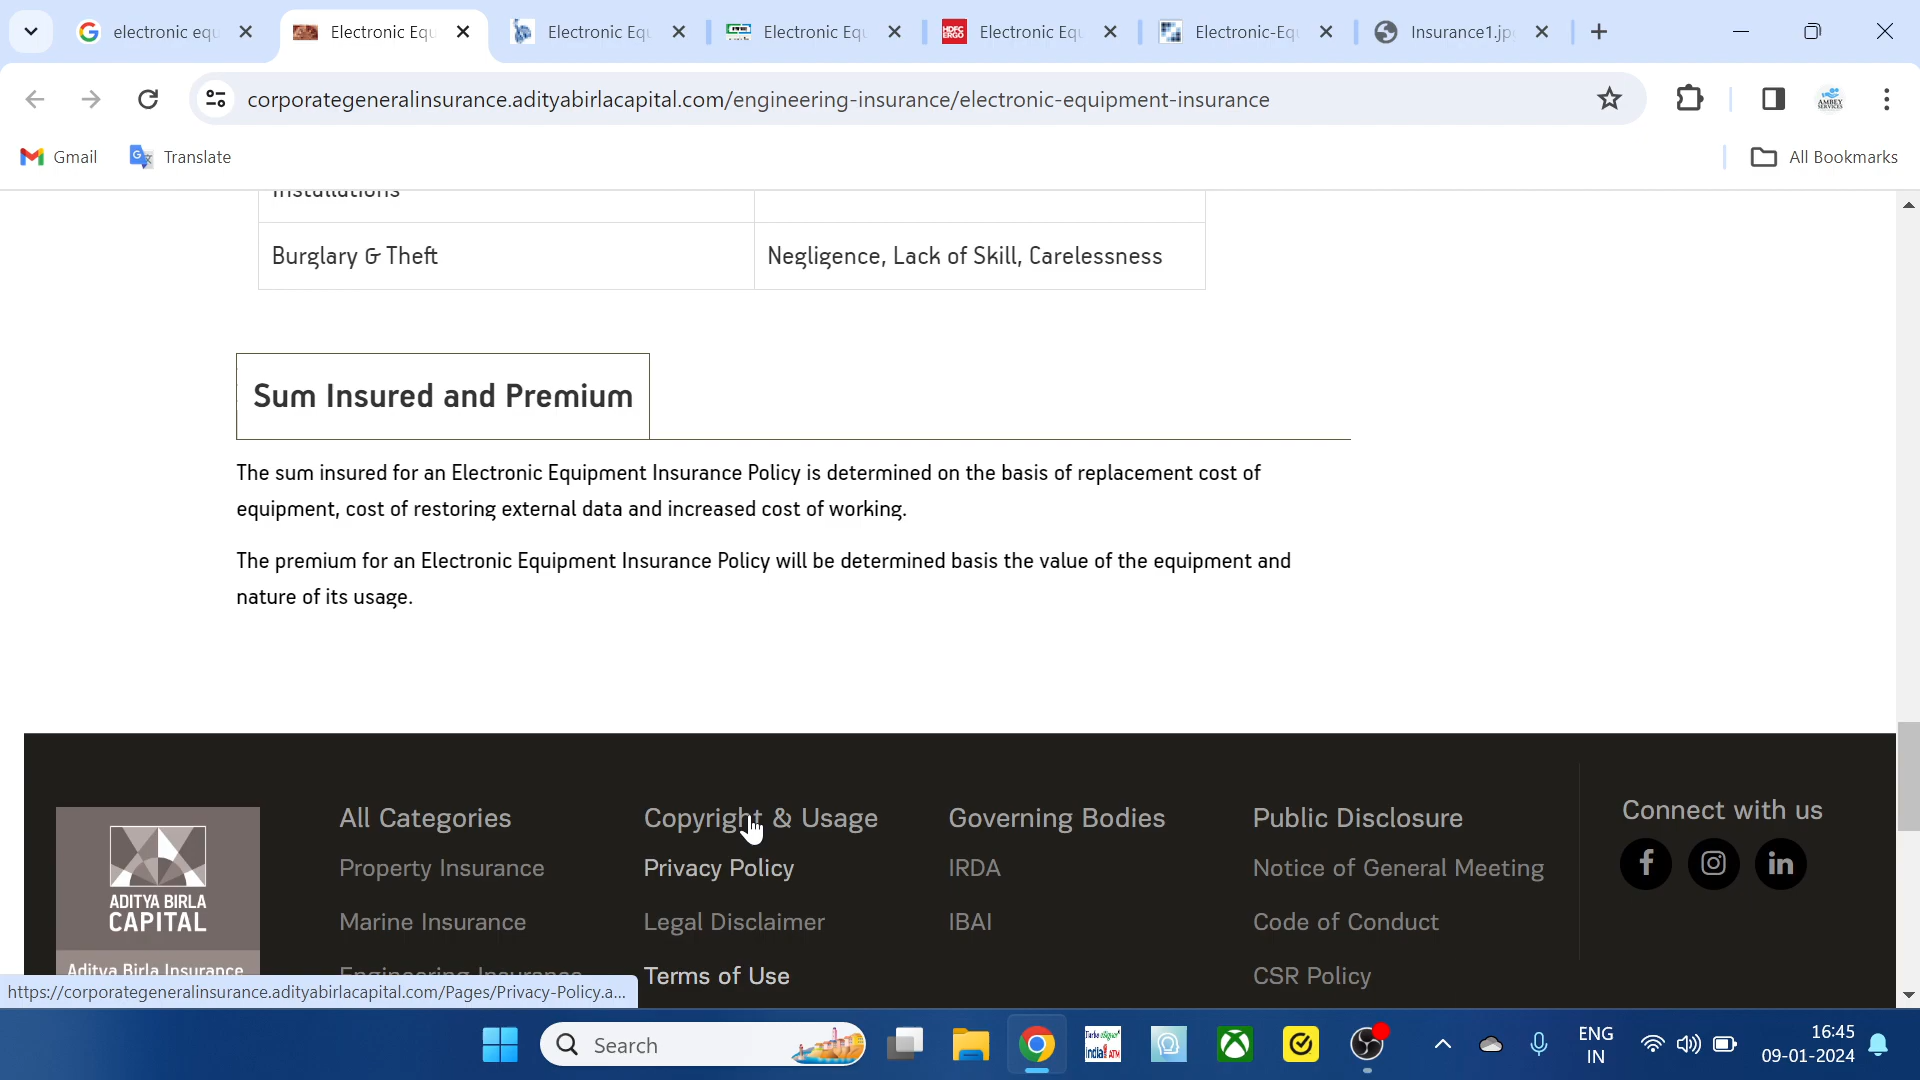 electronic equ
Electronic Equ
Electronic Equ
Electronic Equ
HDFC ERGO
Electronic Equ
Electronic-Eq
Insurance1.jp
corporategeneralinsurance.adityabirlacapital.com/engineering-insurance/electronic-equipment-insurance
AMBEY SERVICES
Gmail
Translate
All Bookmarks
Installations
Burglary & Theft
Negligence, Lack of Skill, Carelessness
Sum Insured and Premium
The sum insured for an Electronic Equipment Insurance Policy is determined on the basis of replacement cost of
equipment, cost of restoring external data and increased cost of working.
The premium for an Electronic Equipment Insurance Policy will be determined basis the value of the equipment and
nature of its usage.
ADITYA BIRLA
CAPITAL
Aditya Birla Insurance
All Categories
Property Insurance
Marine Insurance
Engineering Insurance
Copyright & Usage
Privacy Policy
Legal Disclaimer
Terms of Use
Governing Bodies
IRDA
IBAI
Public Disclosure
Notice of General Meeting
Code of Conduct
CSR Policy
Connect with us
https://corporategeneralinsurance.adityabirlacapital.com/Pages/Privacy-Policy.a...
Search
ENG
IN
16:45
09-01-2024